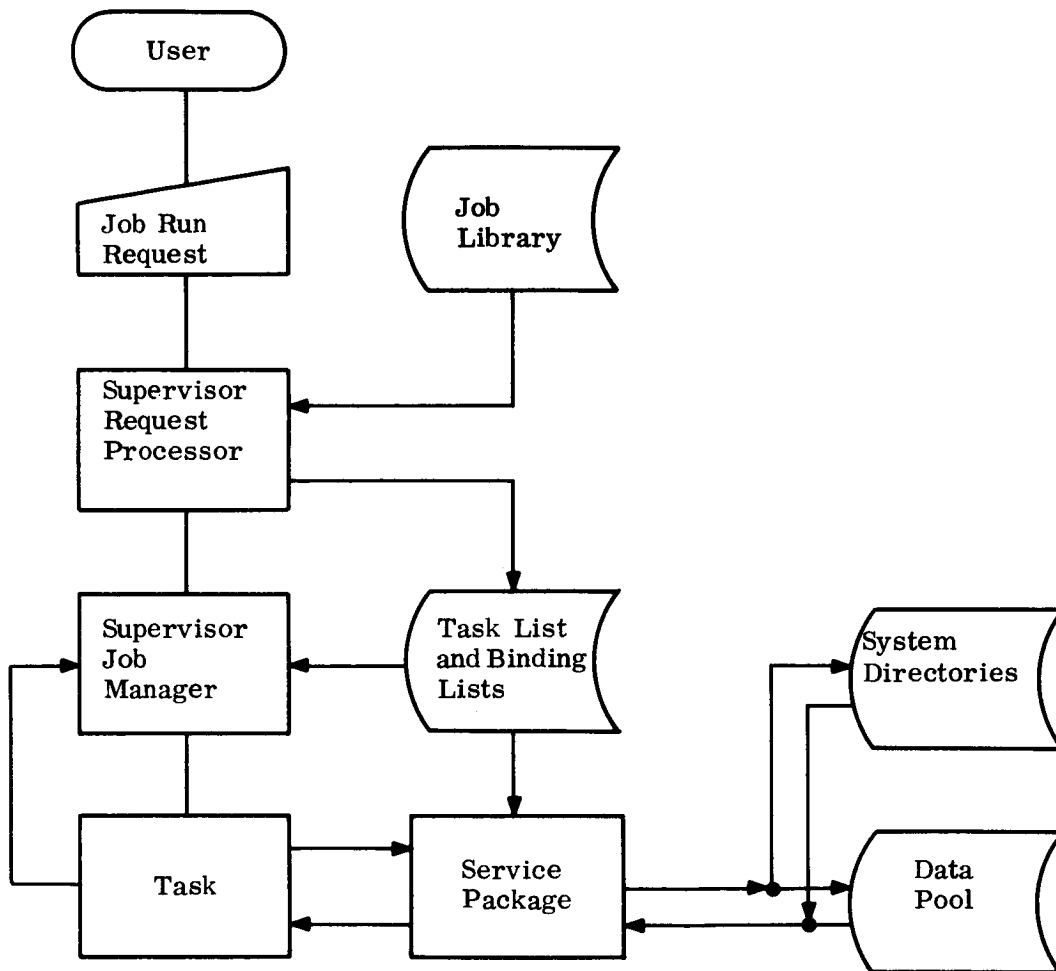 User
Job Run
Request
Job
Library
Supervisor
Request
Processor
Supervisor
Job
Manager
Task List
and Binding
Lists
System
Directories
Task
Service
Package
Data
Pool